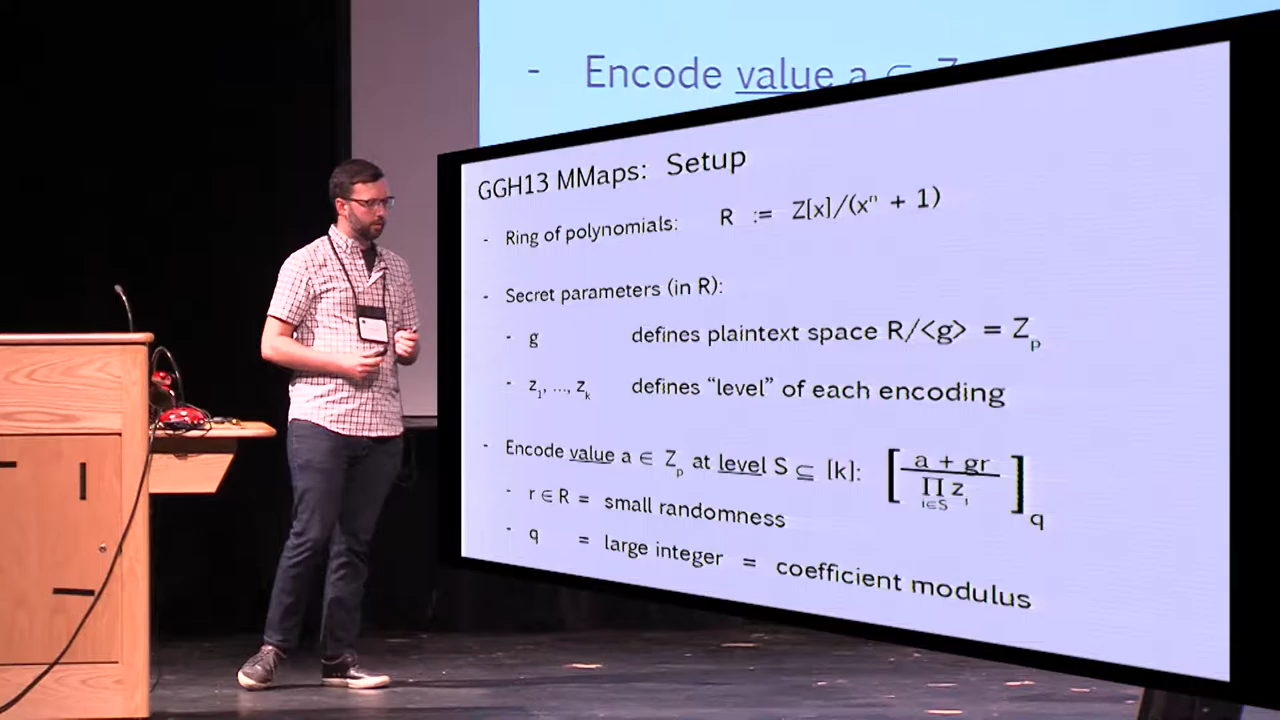 - Encode value a ∈ Z
GGH13 MMaps: Setup
- Ring of polynomials: R := Z[x]/(xⁿ + 1)
- Secret parameters (in R):
- g defines plaintext space R/<g> = Z_p
- z_1, ..., z_k defines “level” of each encoding
- Encode value a ∈ Z_p at level S ⊆ [k]: [ (a + gr) / ∏_{i∈S} z_i ]_q
- r ∈ R = small randomness
- q = large integer = coefficient modulus